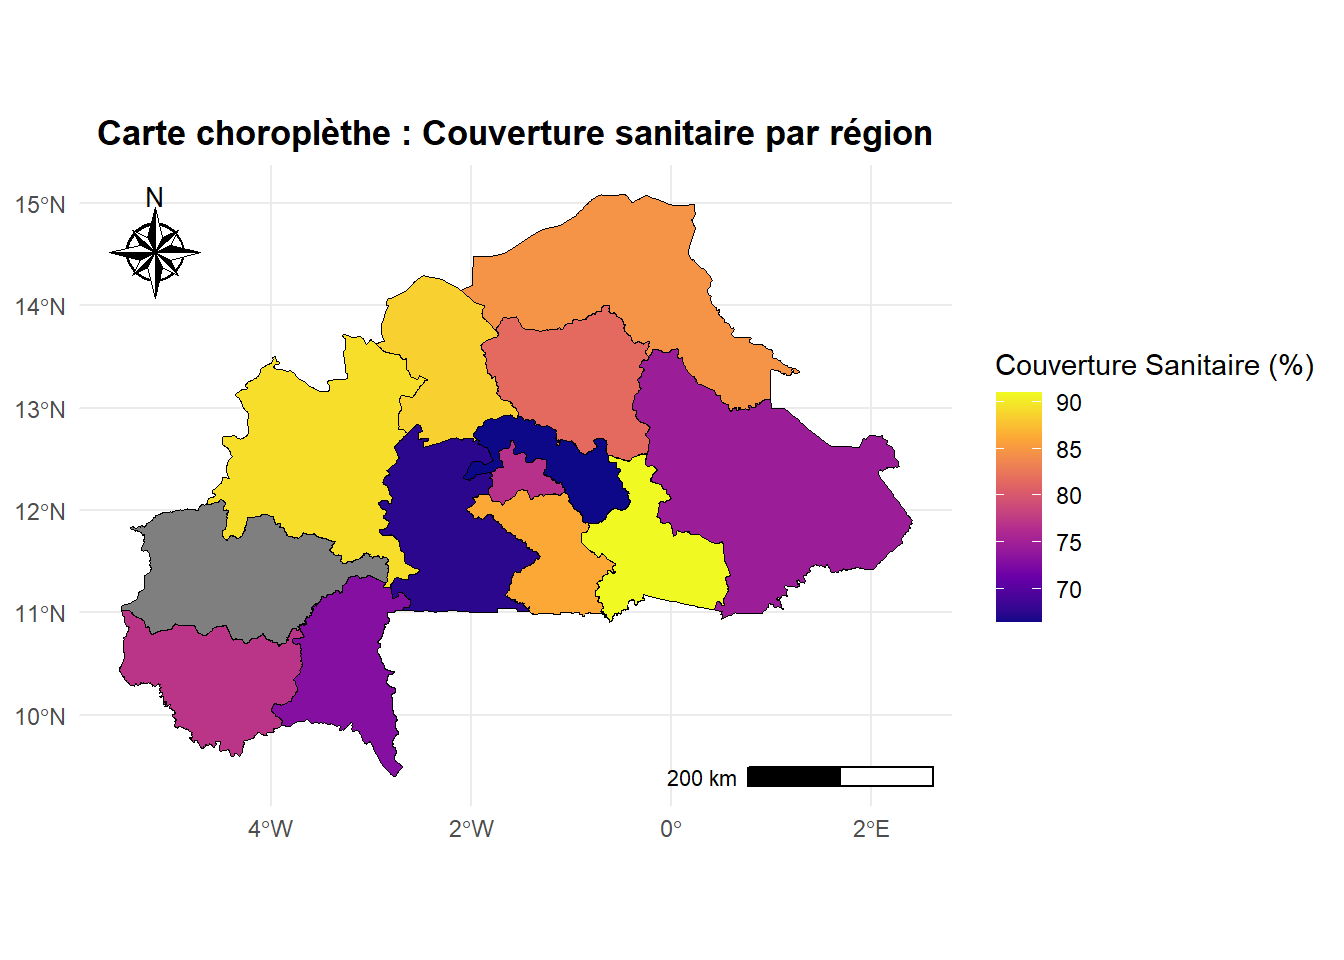 Carte choroplèthe : Couverture sanitaire par région
N
15°N
14°N
13°N
12°N
11°N
10°N
4°W
2°W
0°
2°E
200 km
Couverture Sanitaire (%)
90
85
80
75
70